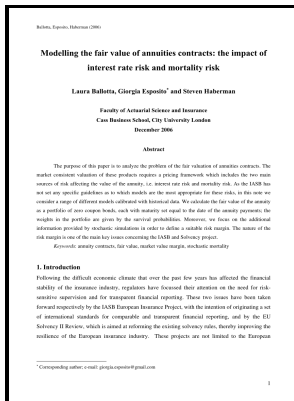 Ballotta, Esposito, Haberman (2006)
Modelling the fair value of annuities contracts: the impact of
interest rate risk and mortality risk
Laura Ballotta, Giorgia Esposito* and Steven Haberman
Faculty of Actuarial Science and Insurance
Cass Business School, City University London
December 2006
Abstract
The purpose of this paper is to analyze the problem of the fair valuation of annuities contracts. The
market consistent valuation of these products requires a pricing framework which includes the two main
sources of risk affecting the value of the annuity, i.e. interest rate risk and mortality risk. As the IASB has
not set any specific guidelines as to which models are the most appropriate for these risks, in this note we
consider a range of different models calibrated with historical data. We calculate the fair value of the annuity
as a portfolio of zero coupon bonds, each with maturity set equal to the date of the annuity payments; the
weights in the portfolio are given by the survival probabilities. Moreover, we focus on the additional
information provided by stochastic simulations in order to define a suitable risk margin. The nature of the
risk margin is one of the main key issues concerning the IASB and Solvency project.
Keywords: annuity contracts, fair value, market value margin, stochastic mortality
1. Introduction
Following the difficult economic climate that over the past few years has affected the financial
stability of the insurance industry, regulators have focussed their attention on the need for risk-
sensitive supervision and for transparent financial reporting. These two issues have been taken
forward respectively by the IASB European Insurance Project, with the intention of originating a set
of international standards for comparable and transparent financial reporting, and by the EU
Solvency II Review, which is aimed at reforming the existing solvency rules, thereby improving the
resilience of the European insurance industry. These projects are not limited to the European
* Corresponding author: e-mail: giorgia.esposito@gmail.com
1